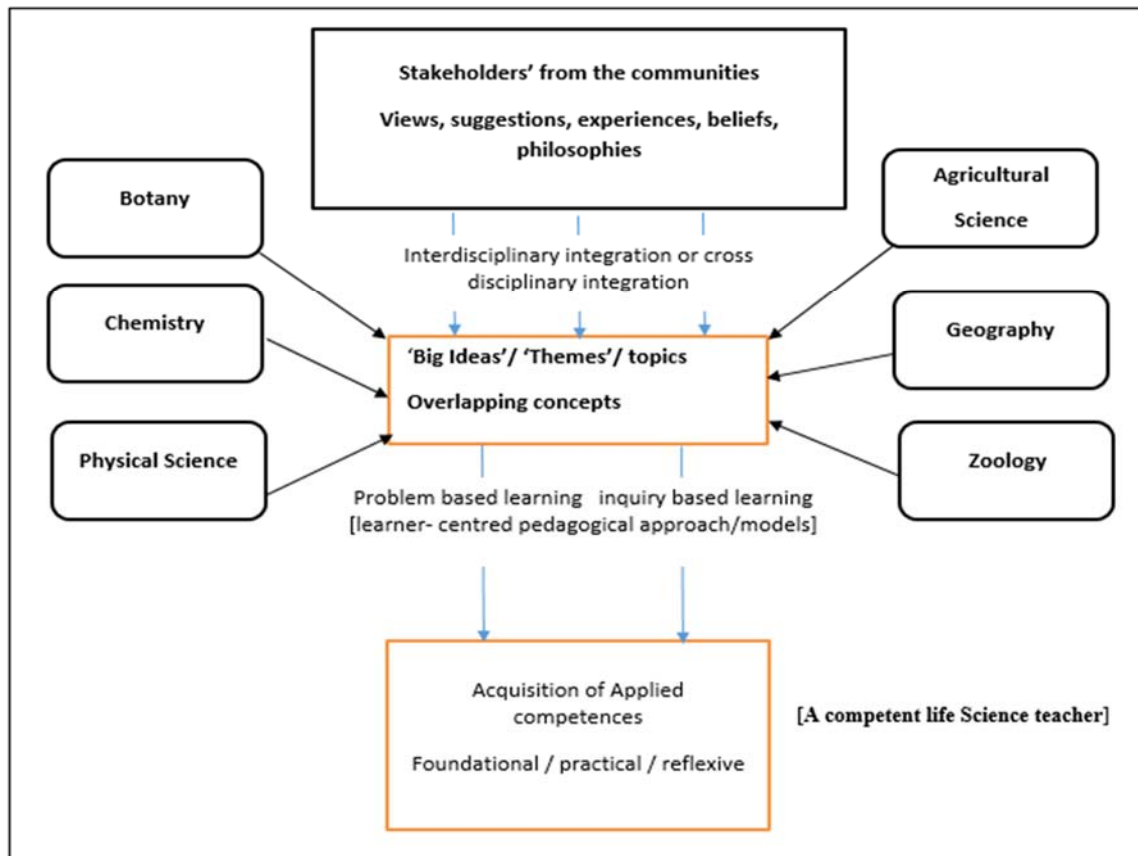 Stakeholders’ from the communities
Views, suggestions, experiences, beliefs,
philosophies
Botany
Agricultural
Science
Interdisciplinary integration or cross
disciplinary integration
Chemistry
Geography
‘Big Ideas’/ ‘Themes’/ topics
Overlapping concepts
Physical Science
Zoology
Problem based learning inquiry based learning
[learner- centred pedagogical approach/models]
Acquisition of Applied
competences
Foundational / practical / reflexive
[A competent life Science teacher]